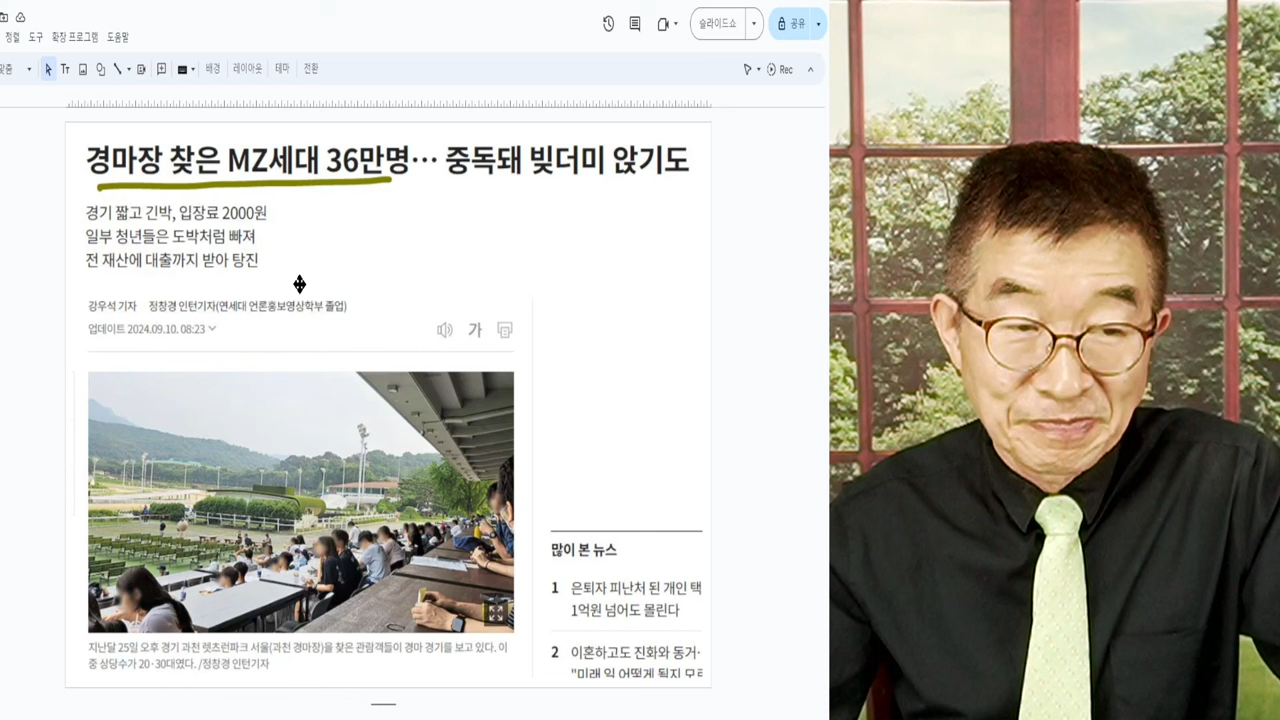 정렬 도구 확장 프로그램 도움말
슬라이드쇼
공유
맞춤
배경 레이아웃 테마 전환
Rec
경마장 찾은 MZ세대 36만명… 중독돼 빚더미 앉기도
경기 짧고 긴박, 입장료 2000원
일부 청년들은 도박처럼 빠져
전 재산에 대출까지 받아 탕진
강우석 기자 정창경 인턴기자(연세대 언론홍보영상학부 졸업)
업데이트 2024.09.10. 08:23
가
지난달 25일 오후 경기 과천 렛츠런파크 서울(과천 경마장)을 찾은 관람객들이 경마 경기를 보고 있다. 이
중 상당수가 20·30대였다. /정창경 인턴기자
많이 본 뉴스
1 은퇴자 피난처 된 개인 택
1억원 넘어도 몰린다
2 이혼하고도 진화와 동거·
"미래 일 어떻게 될지 모르